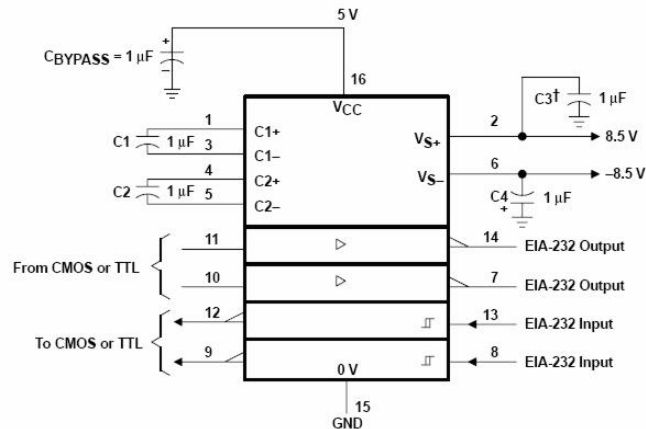 5 V
CBYPASS = 1 μF
+
–
16
VCC
C3† 1 μF
1
C1+
2
VS+
8.5 V
C1 1 μF
3
C1–
6
VS–
–8.5 V
4
C2+
C2 1 μF
5
C2–
C4 1 μF
+
From CMOS or TTL
11
14
EIA-232 Output
10
7
EIA-232 Output
To CMOS or TTL
12
13
EIA-232 Input
9
8
EIA-232 Input
0 V
15
GND